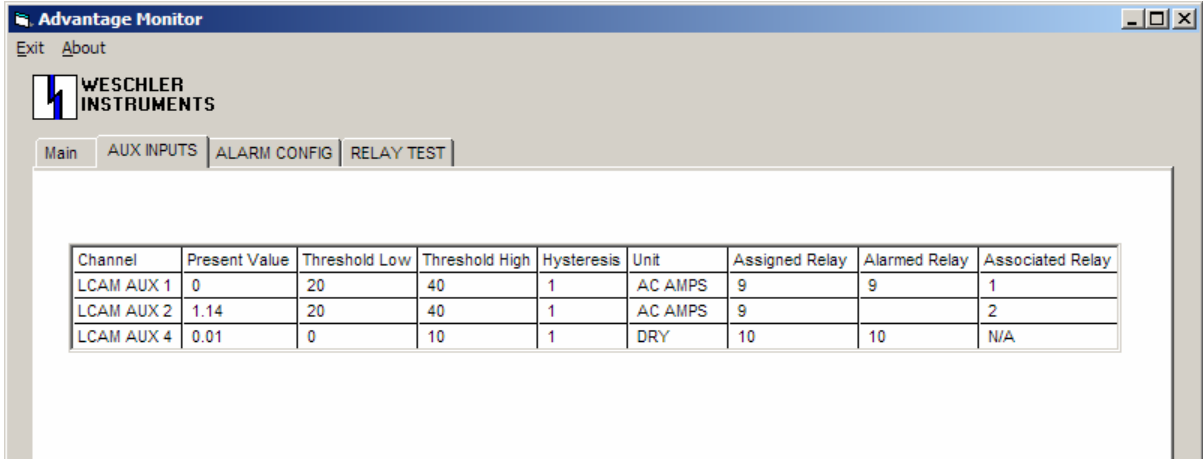 Advantage Monitor
Exit About
WESCHLER
INSTRUMENTS
Main AUX INPUTS ALARM CONFIG RELAY TEST
Channel Present Value Threshold Low Threshold High Hysteresis Unit Assigned Relay Alarmed Relay Associated Relay
LCAM AUX 1 0 20 40 1 AC AMPS 9 9 1
LCAM AUX 2 1.14 20 40 1 AC AMPS 9 2
LCAM AUX 4 0.01 0 10 1 DRY 10 10 N/A